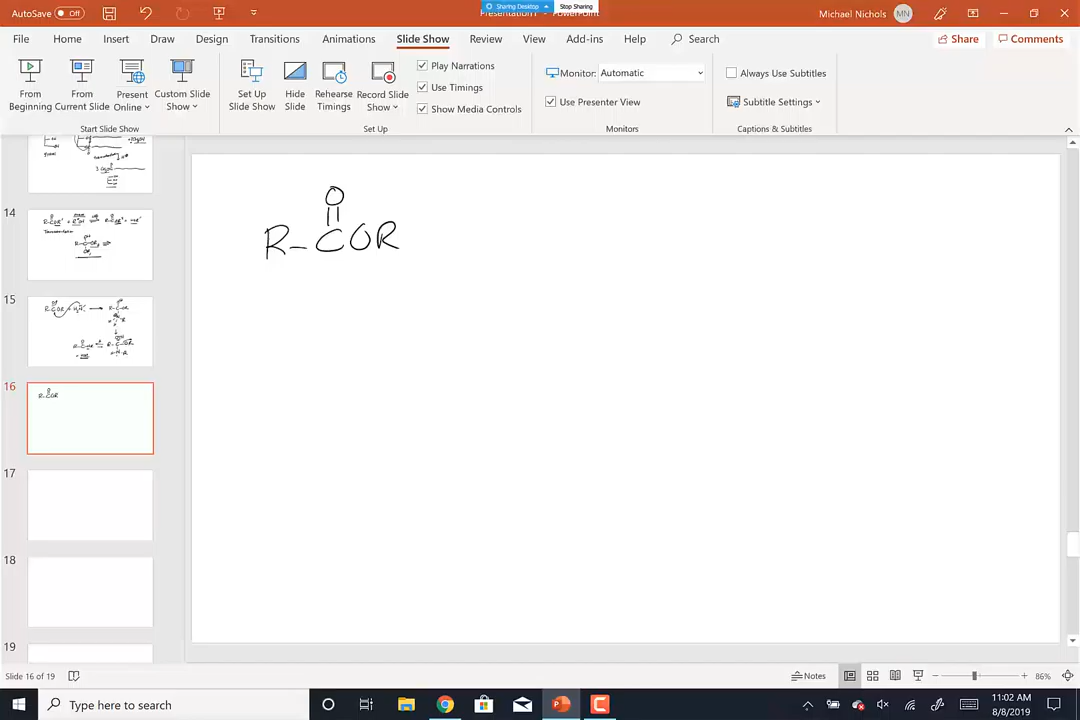 AutoSave Off Presentation1 - PowerPoint Michael Nichols MN
Sharing Desktop Stop Sharing
File Home Insert Draw Design Transitions Animations Slide Show Review View Add-ins Help Search Share Comments
From Beginning
From Current Slide
Present Online
Custom Slide Show
Start Slide Show
Set Up Slide Show
Hide Slide
Rehearse Timings
Record Slide Show
Play Narrations
Use Timings
Show Media Controls
Set Up
Monitor: Automatic
Use Presenter View
Monitors
Always Use Subtitles
Subtitle Settings
Captions & Subtitles
14
15
16
17
18
19
O
R-COR
Slide 16 of 19 Notes 86%
Type here to search
11:02 AM
8/8/2019